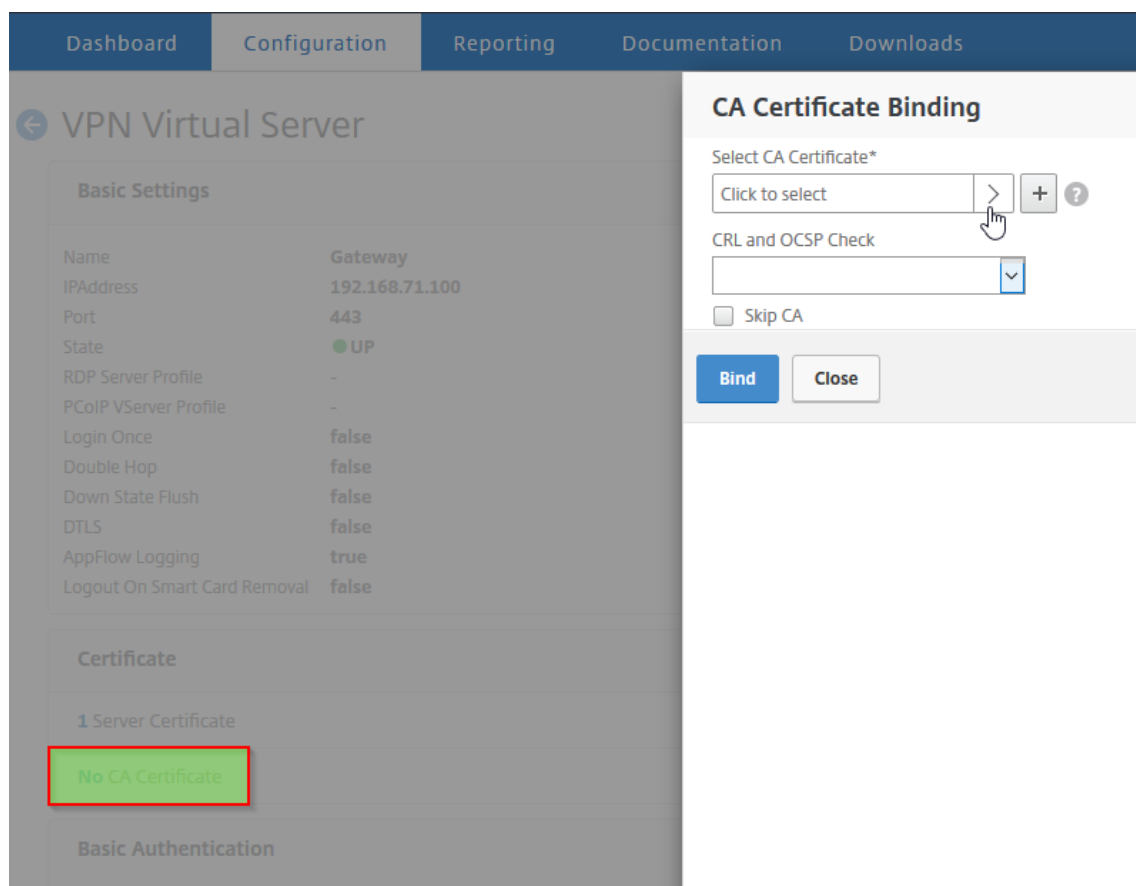 Dashboard Configuration Reporting Documentation Downloads
VPN Virtual Server
Basic Settings
Name Gateway
IPAddress 192.168.71.100
Port 443
State UP
RDP Server Profile -
PCoIP VServer Profile -
Login Once false
Double Hop false
Down State Flush false
DTLS false
AppFlow Logging true
Logout On Smart Card Removal false
Certificate
1 Server Certificate
No CA Certificate
Basic Authentication
CA Certificate Binding
Select CA Certificate*
Click to select > + ?
CRL and OCSP Check
Skip CA
Bind Close